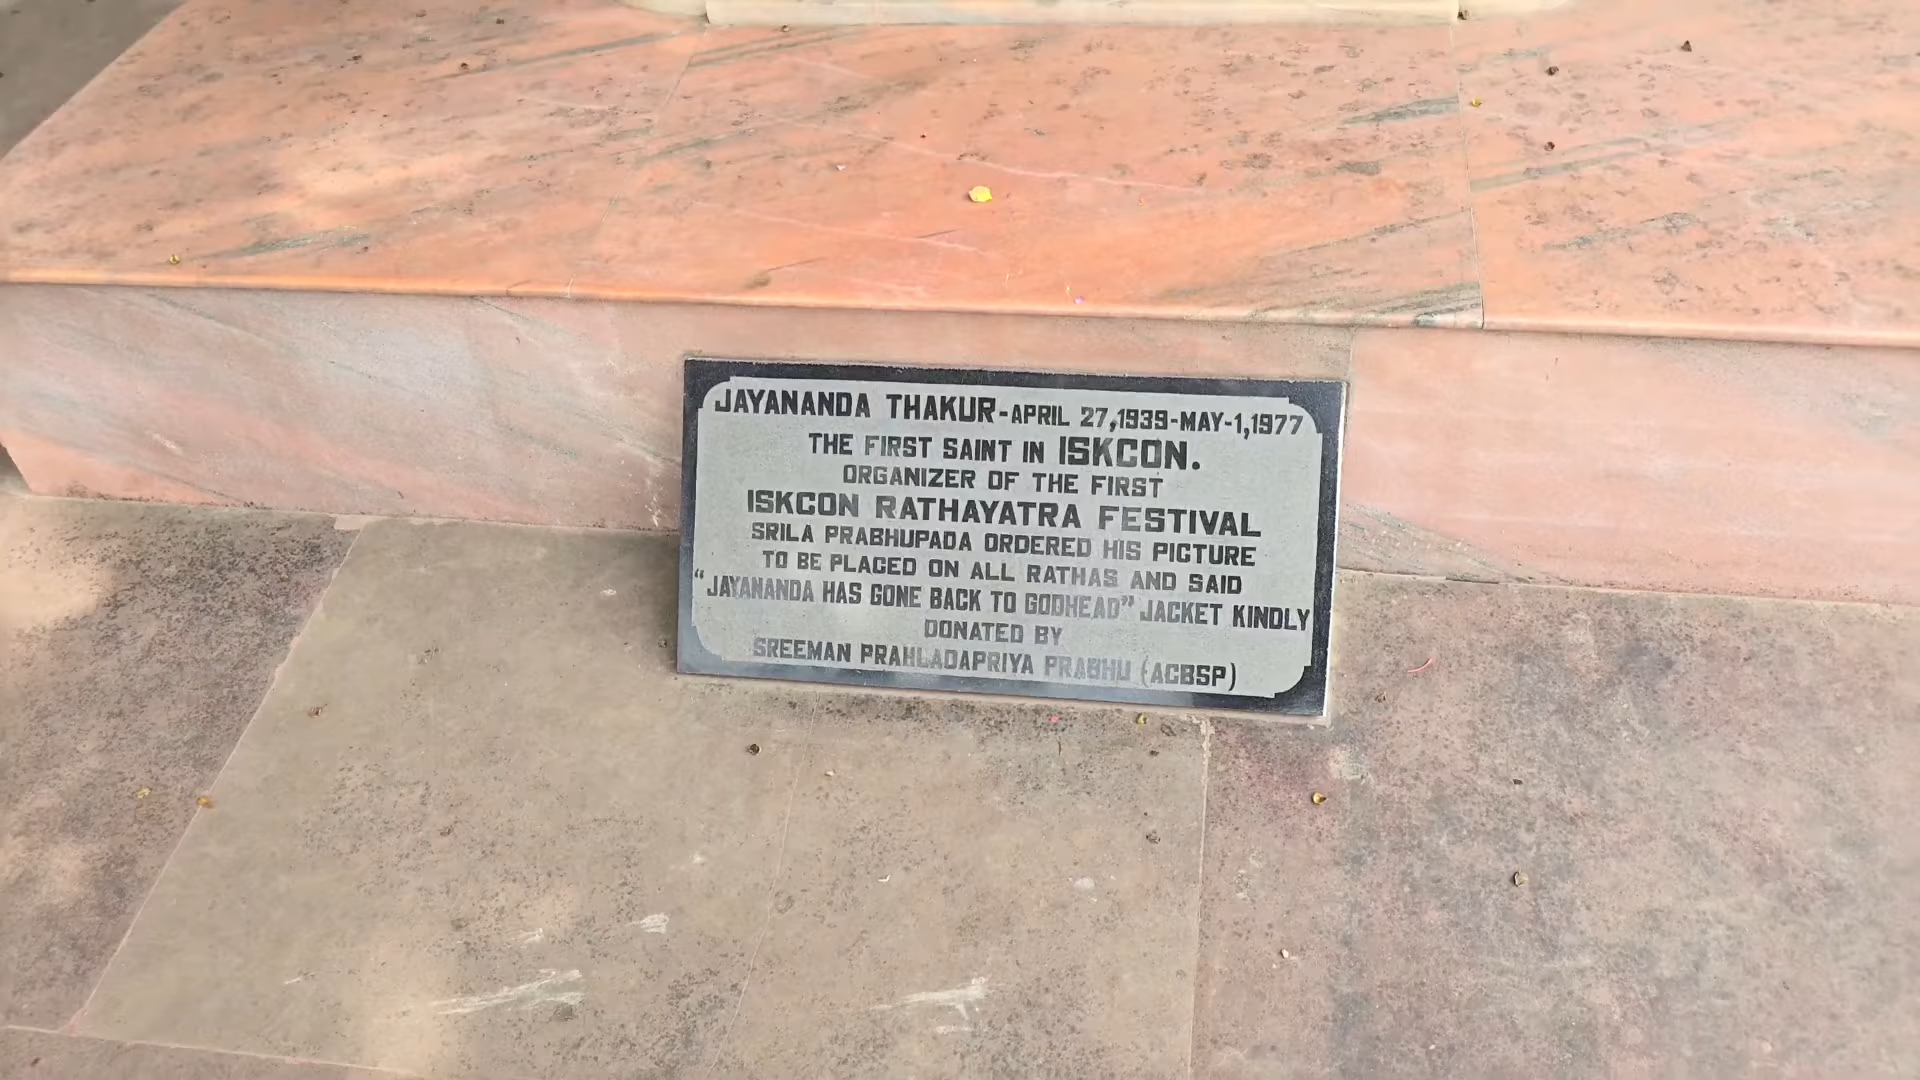 JAYANANDA THAKUR-APRIL 27,1939-MAY-1,1977
THE FIRST SAINT IN ISKCON.
ORGANIZER OF THE FIRST
ISKCON RATHAYATRA FESTIVAL
SRILA PRABHUPADA ORDERED HIS PICTURE
TO BE PLACED ON ALL RATHAS AND SAID
"JAYANANDA HAS GONE BACK TO GODHEAD" JACKET KINDLY
DONATED BY
SREEMAN PRAHLADAPRIYA PRABHU (ACBSP)